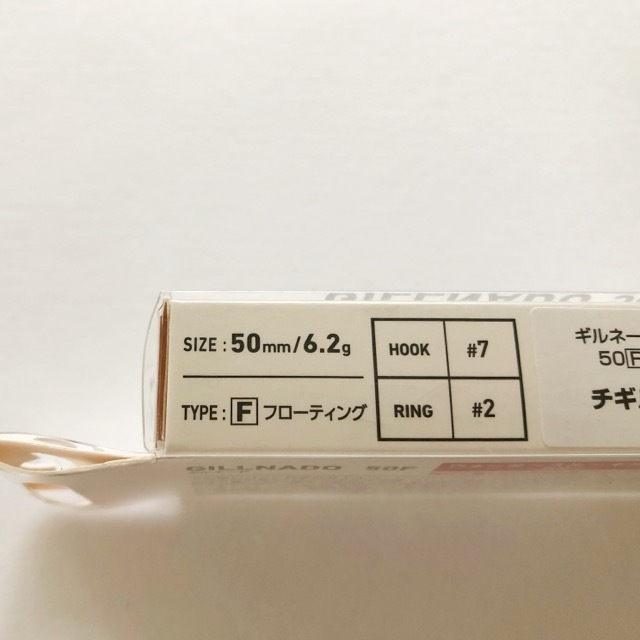 SIZE : 50mm/6.2g
TYPE : F フローティング
HOOK #7
RING #2
ギルネー
50F
チギ
GILLNADO 50F